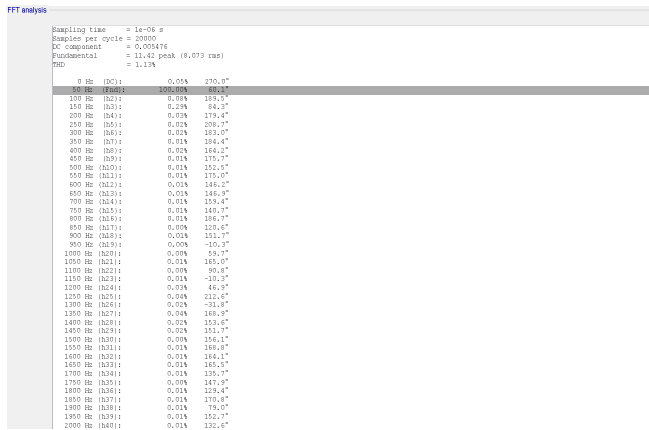 FFT analysis
Sampling time = 1e-06 s
Samples per cycle = 20000
DC component = 0.005476
Fundamental = 11.42 peak (8.073 rms)
THD = 1.13%
0 Hz (DC): 0.05% 270.0°
50 Hz (Fnd): 100.00% 60.1°
100 Hz (h2): 0.08% 189.5°
150 Hz (h3): 0.29% 84.3°
200 Hz (h4): 0.03% 179.4°
250 Hz (h5): 0.02% 208.7°
300 Hz (h6): 0.02% 183.0°
350 Hz (h7): 0.01% 184.4°
400 Hz (h8): 0.02% 164.2°
450 Hz (h9): 0.01% 175.7°
500 Hz (h10): 0.01% 152.5°
550 Hz (h11): 0.01% 175.0°
600 Hz (h12): 0.01% 146.2°
650 Hz (h13): 0.01% 146.9°
700 Hz (h14): 0.01% 159.4°
750 Hz (h15): 0.01% 140.7°
800 Hz (h16): 0.01% 186.7°
850 Hz (h17): 0.00% 120.6°
900 Hz (h18): 0.01% 151.7°
950 Hz (h19): 0.00% -10.3°
1000 Hz (h20): 0.00% 59.7°
1050 Hz (h21): 0.01% 165.0°
1100 Hz (h22): 0.00% 90.8°
1150 Hz (h23): 0.01% -10.3°
1200 Hz (h24): 0.03% 46.9°
1250 Hz (h25): 0.04% 212.6°
1300 Hz (h26): 0.02% -31.8°
1350 Hz (h27): 0.04% 168.9°
1400 Hz (h28): 0.02% 153.6°
1450 Hz (h29): 0.02% 151.7°
1500 Hz (h30): 0.00% 156.1°
1550 Hz (h31): 0.01% 168.8°
1600 Hz (h32): 0.01% 164.1°
1650 Hz (h33): 0.01% 165.5°
1700 Hz (h34): 0.01% 135.7°
1750 Hz (h35): 0.00% 147.9°
1800 Hz (h36): 0.01% 129.4°
1850 Hz (h37): 0.01% 170.8°
1900 Hz (h38): 0.01% 79.0°
1950 Hz (h39): 0.01% 152.7°
2000 Hz (h40): 0.01% 132.6°